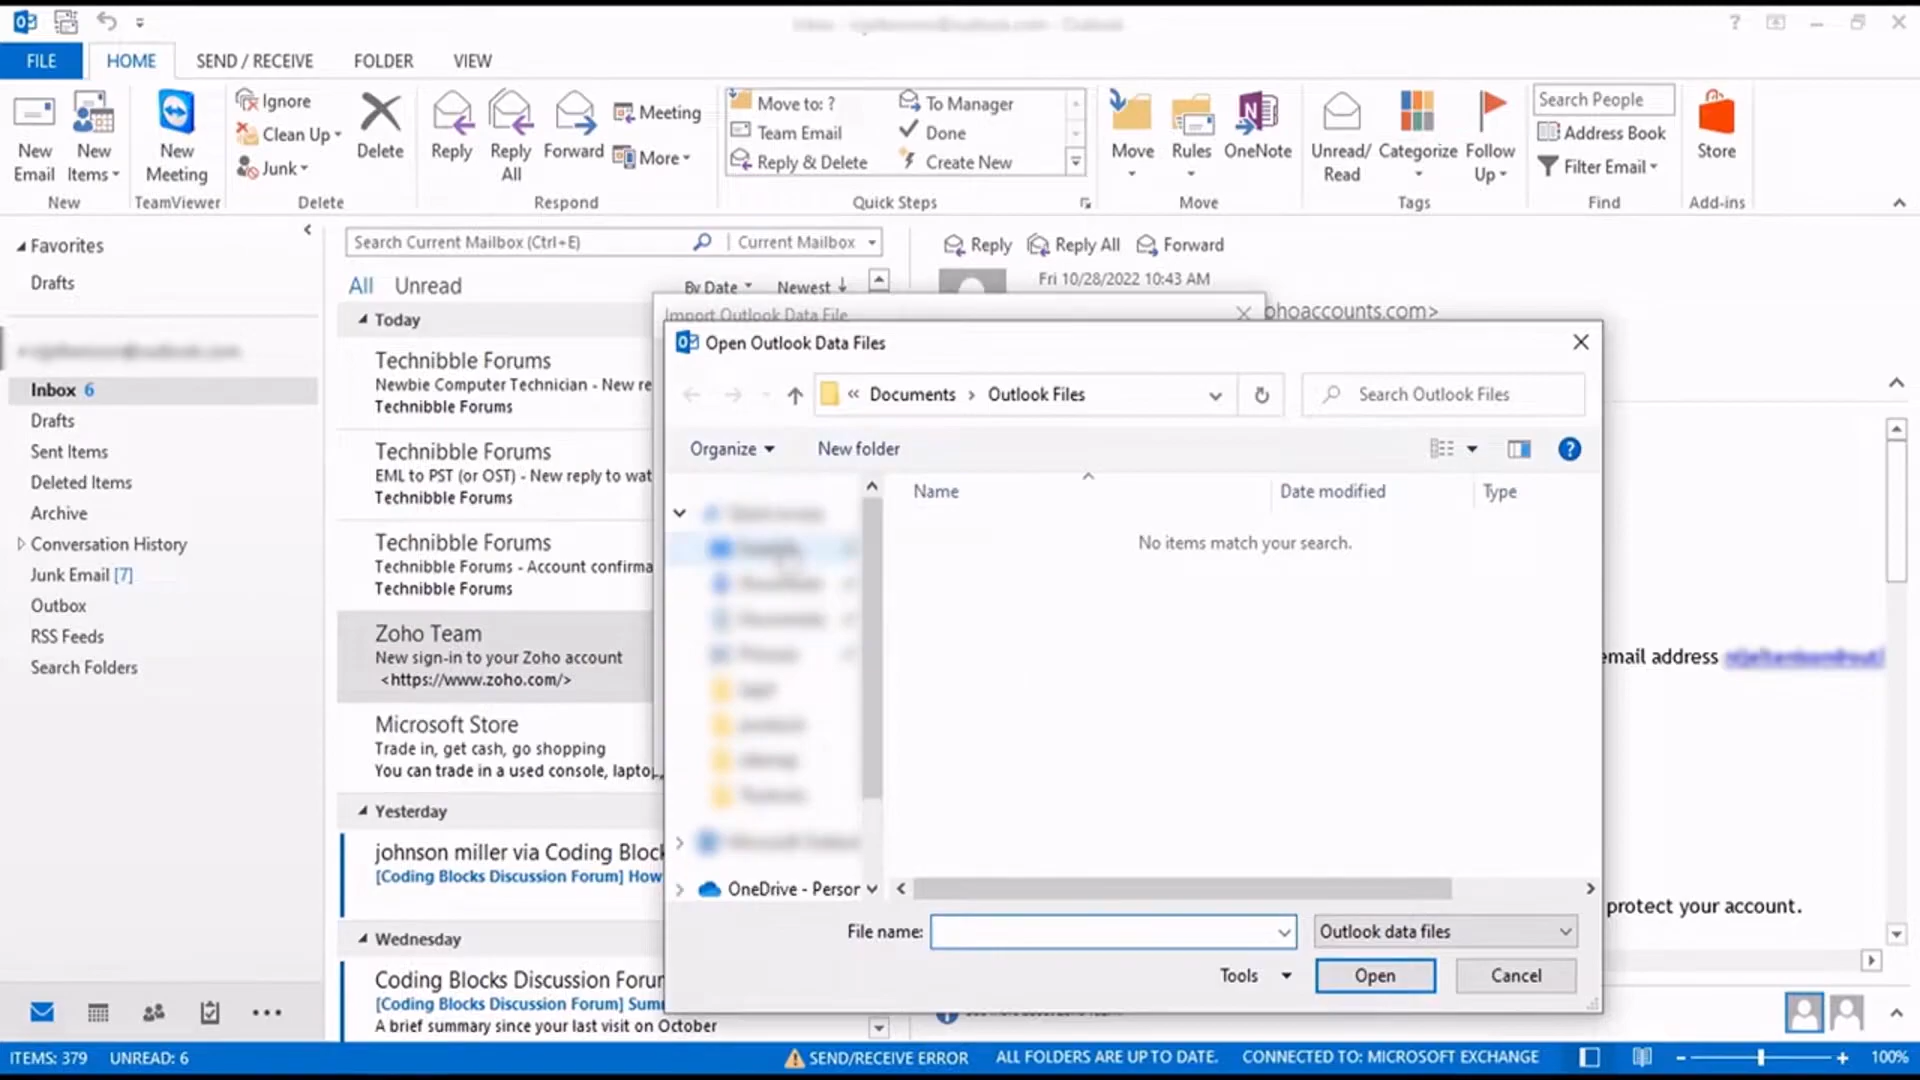 FILE HOME SEND / RECEIVE FOLDER VIEW
New Email
New Items
New
New Meeting
TeamViewer
Ignore
Clean Up
Junk
Delete
Delete
Reply
Reply All
Forward
Meeting
More
Respond
Move to: ?
Team Email
Reply & Delete
To Manager
Done
Create New
Quick Steps
Move
Rules
OneNote
Move
Unread/ Read
Categorize
Follow Up
Tags
Search People
Address Book
Filter Email
Find
Store
Add-ins
Favorites
Drafts
Inbox 6
Drafts
Sent Items
Deleted Items
Archive
Conversation History
Junk Email [7]
Outbox
RSS Feeds
Search Folders
Search Current Mailbox (Ctrl+E) Current Mailbox
All Unread By Date Newest
Today
Technibble Forums
Newbie Computer Technician - New re
Technibble Forums
Technibble Forums
EML to PST (or OST) - New reply to wat
Technibble Forums
Technibble Forums
Technibble Forums - Account confirma
Technibble Forums
Zoho Team
New sign-in to your Zoho account
<https://www.zoho.com/>
Microsoft Store
Trade in, get cash, go shopping
You can trade in a used console, laptop,
Yesterday
johnson miller via Coding Block
[Coding Blocks Discussion Forum] How
Wednesday
Coding Blocks Discussion Forum
[Coding Blocks Discussion Forum] Sum
A brief summary since your last visit on October
Reply Reply All Forward
Fri 10/28/2022 10:43 AM
ohoaccounts.com>
email address
protect your account.
Import Outlook Data File
Open Outlook Data Files
« Documents › Outlook Files
Search Outlook Files
Organize New folder
Name Date modified Type
No items match your search.
OneDrive - Person
File name: Outlook data files
Tools Open Cancel
ITEMS: 379 UNREAD: 6 SEND/RECEIVE ERROR ALL FOLDERS ARE UP TO DATE. CONNECTED TO: MICROSOFT EXCHANGE 100%